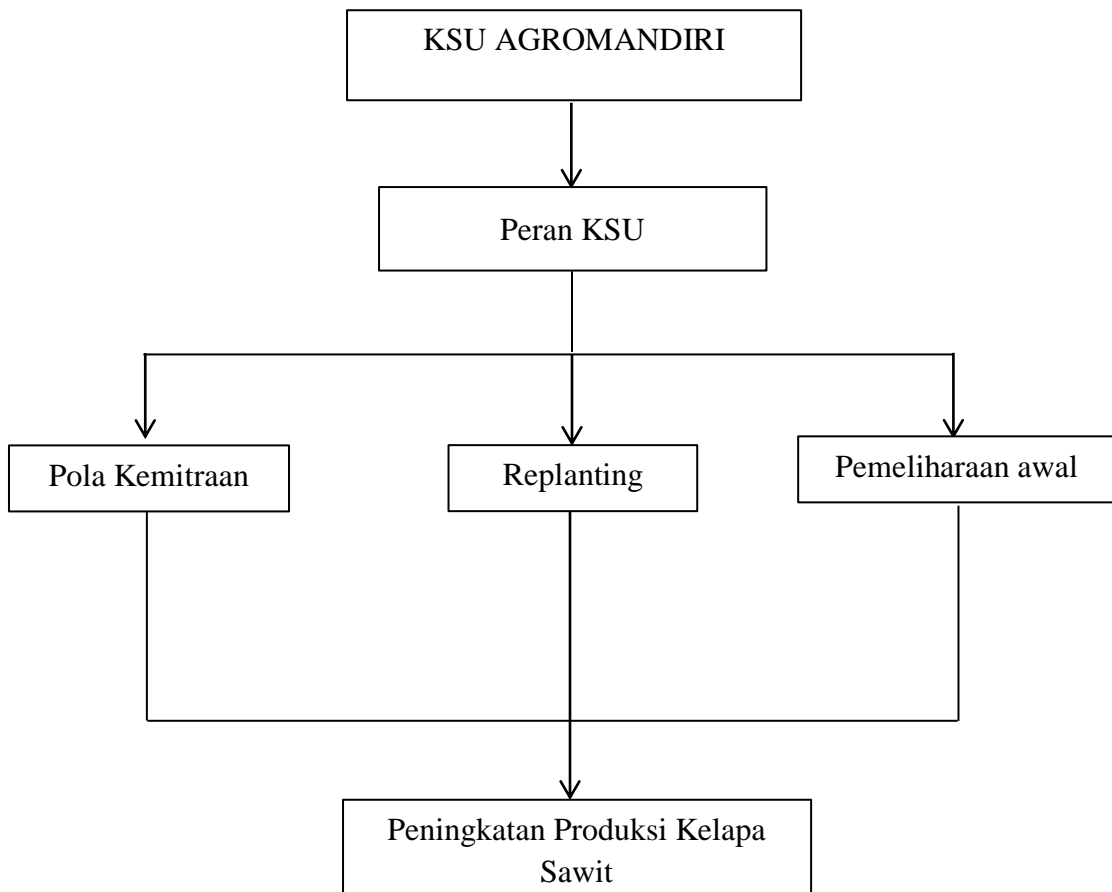 KSU AGROMANDIRI
Peran KSU
Pola Kemitraan
Replanting
Pemeliharaan awal
Peningkatan Produksi Kelapa
Sawit